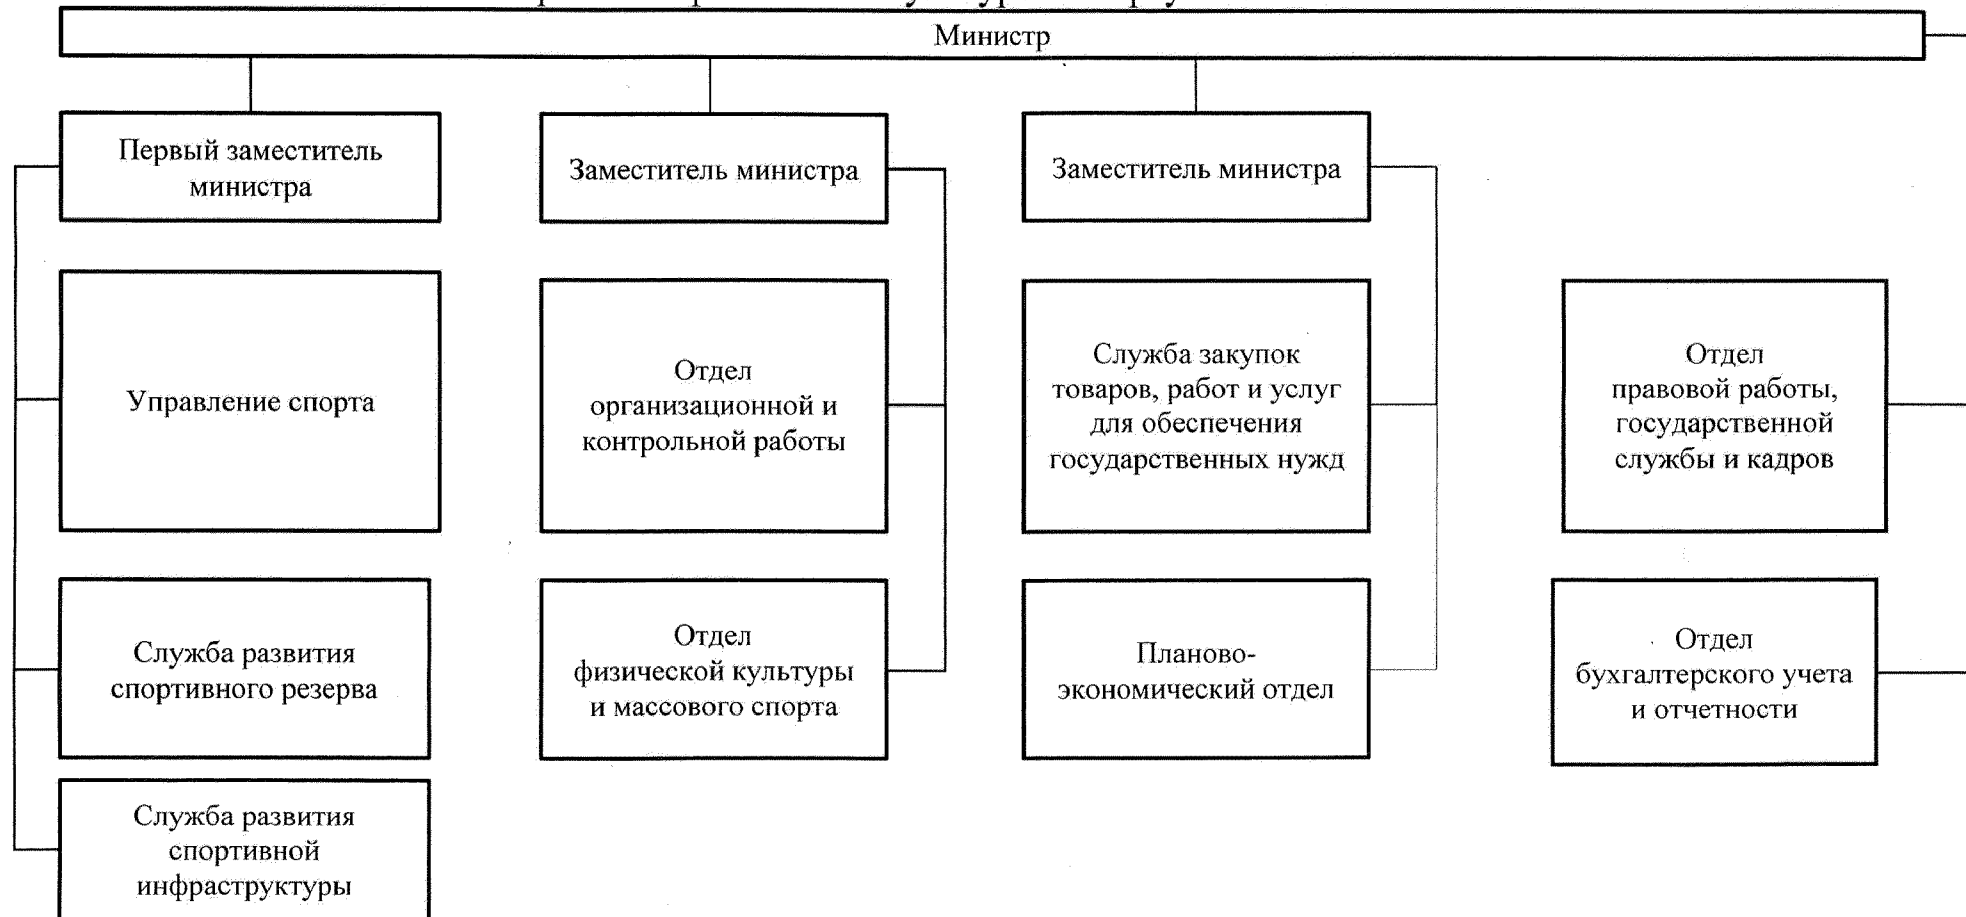 Министр
Первый заместитель
министра
Заместитель министра
Заместитель министра
Управление спорта
Отдел
организационной и
контрольной работы
Служба закупок
товаров, работ и услуг
для обеспечения
государственных нужд
Отдел
правовой работы,
государственной
службы и кадров
Служба развития
спортивного резерва
Отдел
физической культуры
и массового спорта
Планово-
экономический отдел
Отдел
бухгалтерского учета
и отчетности
Служба развития
спортивной
инфраструктуры